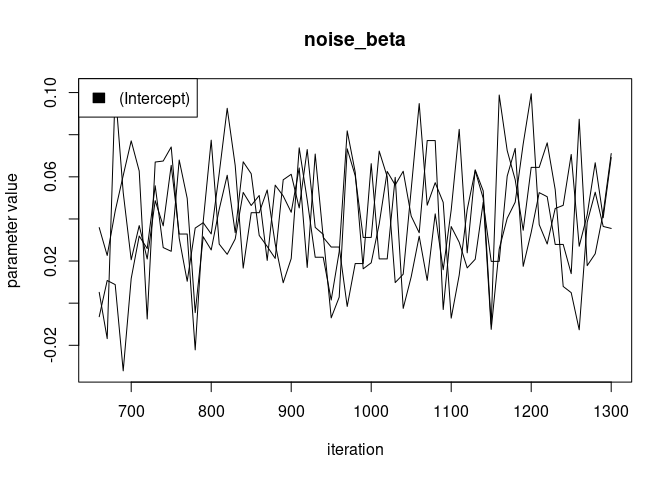 noise_beta
(Intercept)
0.10
0.06
0.02
-0.02
parameter value
700 800 900 1000 1100 1200 1300
iteration